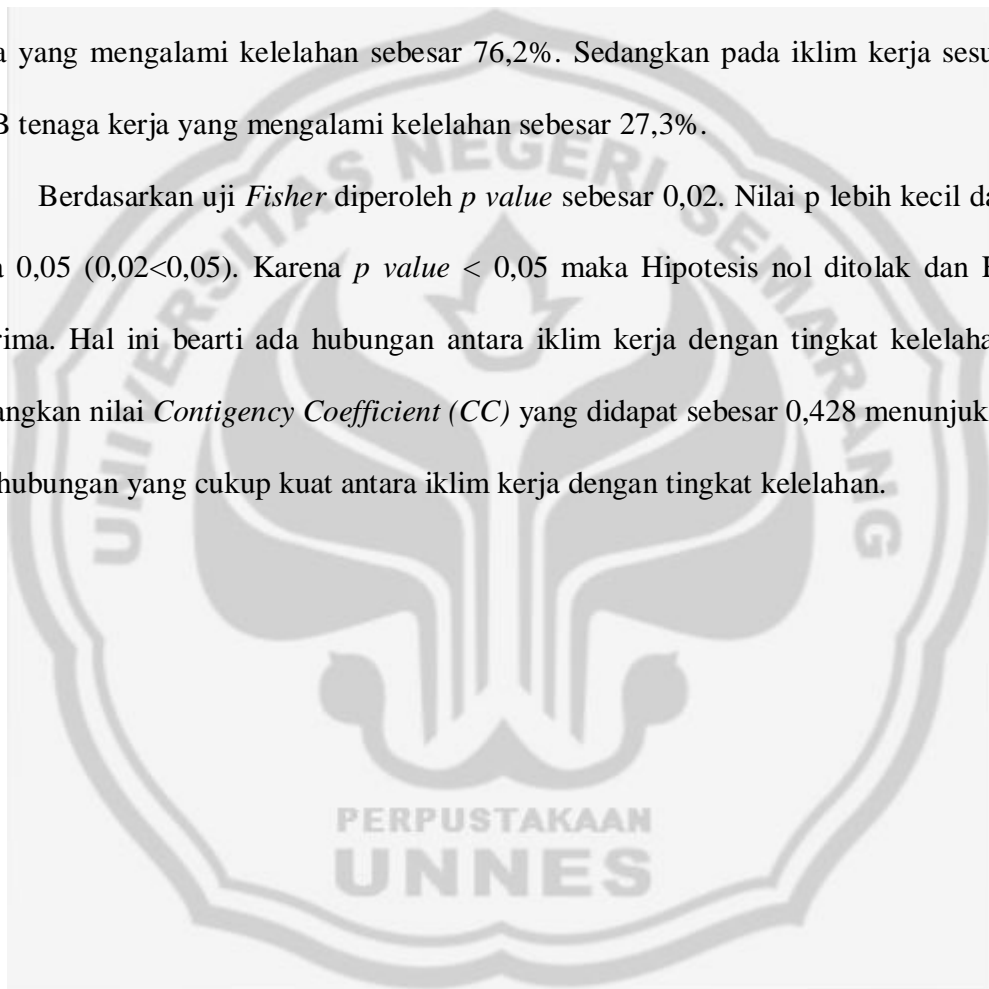 a yang mengalami kelelahan sebesar 76,2%. Sedangkan pada iklim kerja sesu
B tenaga kerja yang mengalami kelelahan sebesar 27,3%.
Berdasarkan uji Fisher diperoleh p value sebesar 0,02. Nilai p lebih kecil da
a 0,05 (0,02<0,05). Karena p value < 0,05 maka Hipotesis nol ditolak dan H
rima. Hal ini bearti ada hubungan antara iklim kerja dengan tingkat kelelaha
angkan nilai Contigency Coefficient (CC) yang didapat sebesar 0,428 menunjuk
hubungan yang cukup kuat antara iklim kerja dengan tingkat kelelahan.
UNIVERSITAS NEGERI SEMARANG
PERPUSTAKAAN
UNNES